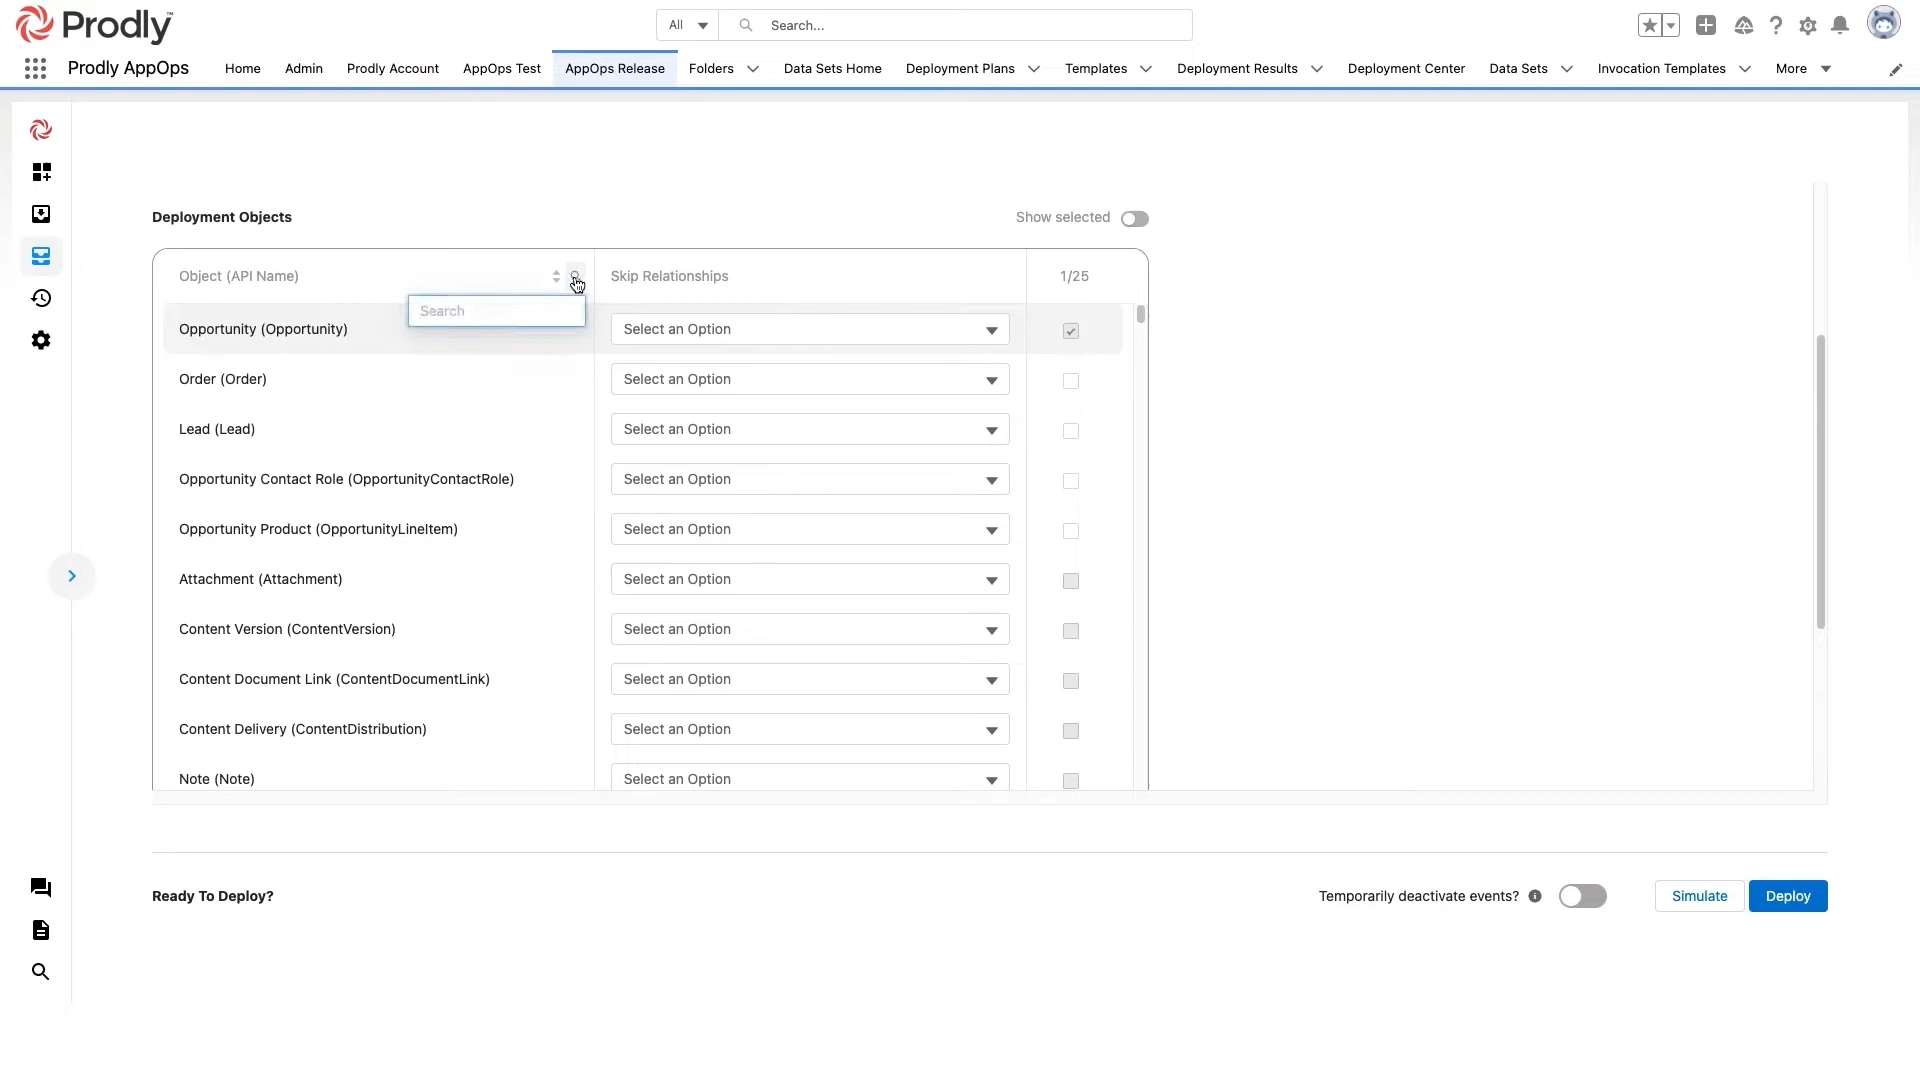 Prodly™
All
Search...
Prodly AppOps
Home
Admin
Prodly Account
AppOps Test
AppOps Release
Folders
Data Sets Home
Deployment Plans
Templates
Deployment Results
Deployment Center
Data Sets
Invocation Templates
More
Deployment Objects
Show selected
Object (API Name)
Skip Relationships
1/25
Search
Opportunity (Opportunity)
Select an Option
Order (Order)
Select an Option
Lead (Lead)
Select an Option
Opportunity Contact Role (OpportunityContactRole)
Select an Option
Opportunity Product (OpportunityLineItem)
Select an Option
Attachment (Attachment)
Select an Option
Content Version (ContentVersion)
Select an Option
Content Document Link (ContentDocumentLink)
Select an Option
Content Delivery (ContentDistribution)
Select an Option
Note (Note)
Select an Option
Ready To Deploy?
Temporarily deactivate events?
Simulate
Deploy